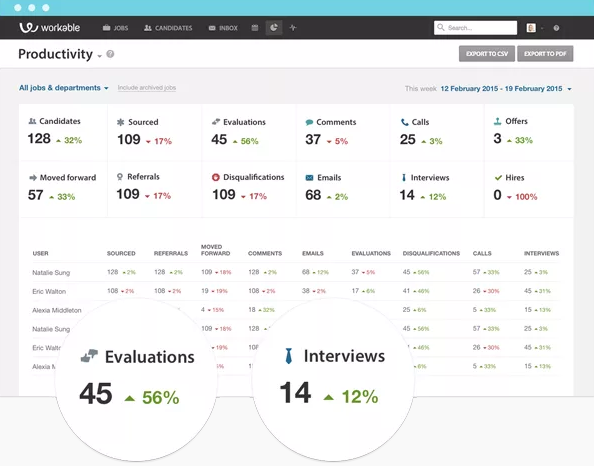 workable JOBS CANDIDATES INBOX Search...
Productivity EXPORT TO CSV EXPORT TO PDF
All jobs & departments Include archived jobs This week 12 February 2015 - 19 February 2015
Candidates Sourced Evaluations Comments Calls Offers
128 32% 109 17% 45 56% 37 5% 25 3% 3 33%
Moved forward Referrals Disqualifications Emails Interviews Hires
57 33% 109 17% 109 17% 68 2% 14 12% 0 100%
USER SOURCED REFERRALS MOVED FORWARD COMMENTS EMAILS EVALUATIONS DISQUALIFICATIONS CALLS INTERVIEWS
Natalie Sung 128 2% 128 2% 109 18% 128 2% 68 12% 37 5% 45 56% 57 33% 25 3%
Eric Walton 108 2% 108 2% 19 19% 108 2% 38 2% 17 6% 41 46% 26 30% 45 31%
Alexia Middleton 4 15% 18 32% 25 6% 5 33% 15 13%
Natalie Sung 109 18% 128 45 56% 57 33% 25 3%
Eric 19% 46% 26 30% 45 31%
Alexia 6% 5 33% 15 13%
Evaluations Interviews
45 56% 14 12%